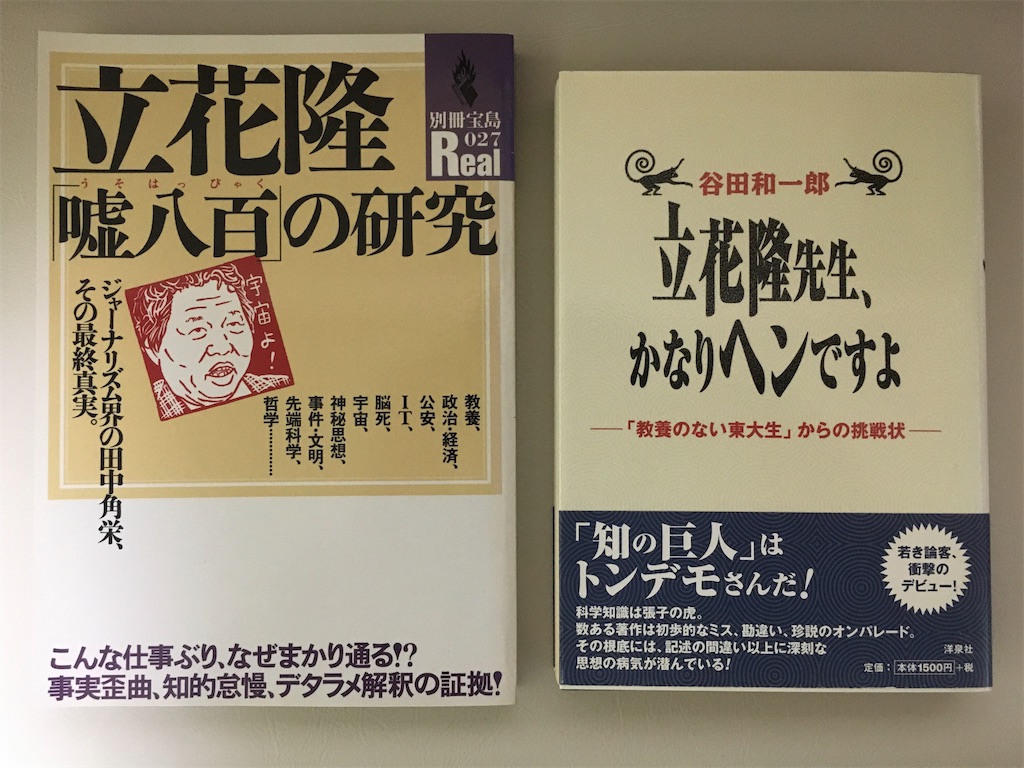 別冊宝島
Real 027
立花隆
うそはっぴゃく
「嘘八百」の研究
宇宙よ!
ジャーナリズム界の田中角栄、
その最終真実。
教養、
政治・経済、
公安、
IT、
脳死、
宇宙、
神秘思想、
事件・文明、
先端科学、
哲学…………
こんな仕事ぶり、なぜまかり通る!?
事実歪曲、知的怠慢、デタラメ解釈の証拠!
谷田和一郎
立花隆先生、
かなりヘンですよ
―「教養のない東大生」からの挑戦状―
「知の巨人」は
トンデモさんだ!
科学知識は張子の虎。
数ある著作は初歩的なミス、勘違い、珍説のオンパレード。
その根底には、記述の間違い以上に深刻な
思想の病気が潜んでいる!
若き論客、
衝撃の
デビュー!
洋泉社
定価:本体1500円+税